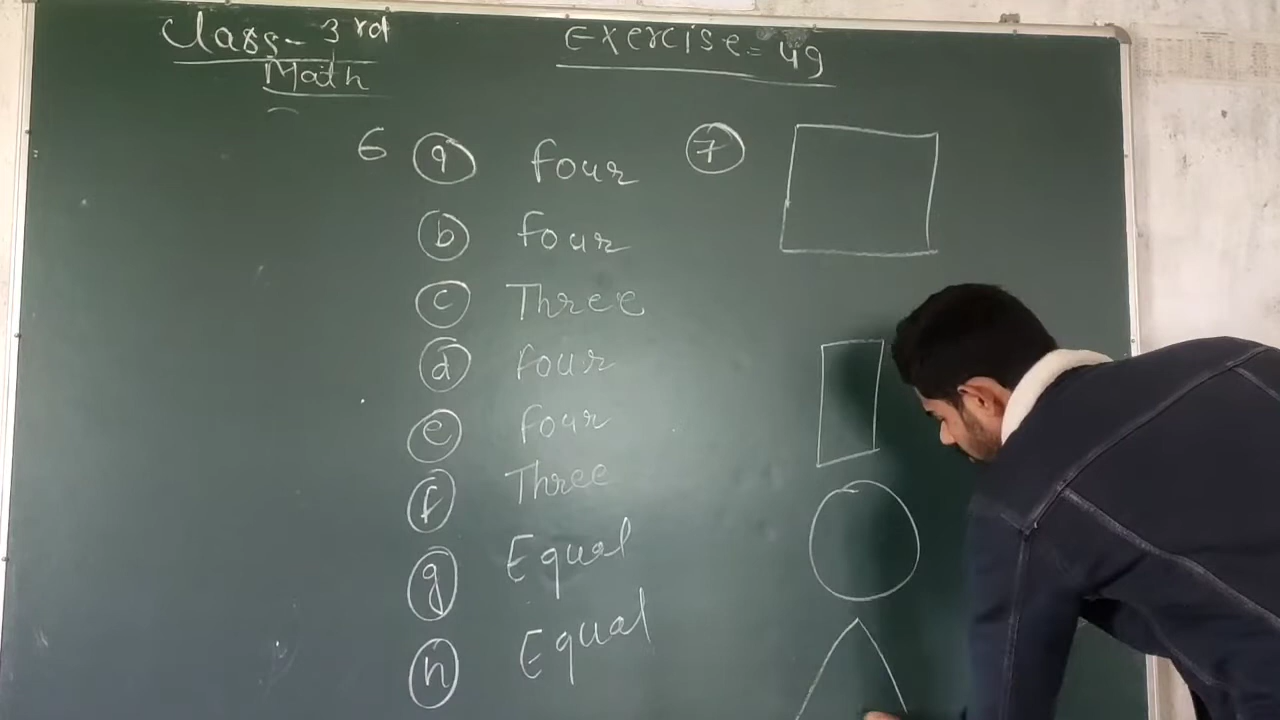 Class- 3rd
Math
Exercise = 49
6 a four
b four
c Three
d four
e four
f Three
g Equal
h Equal
7